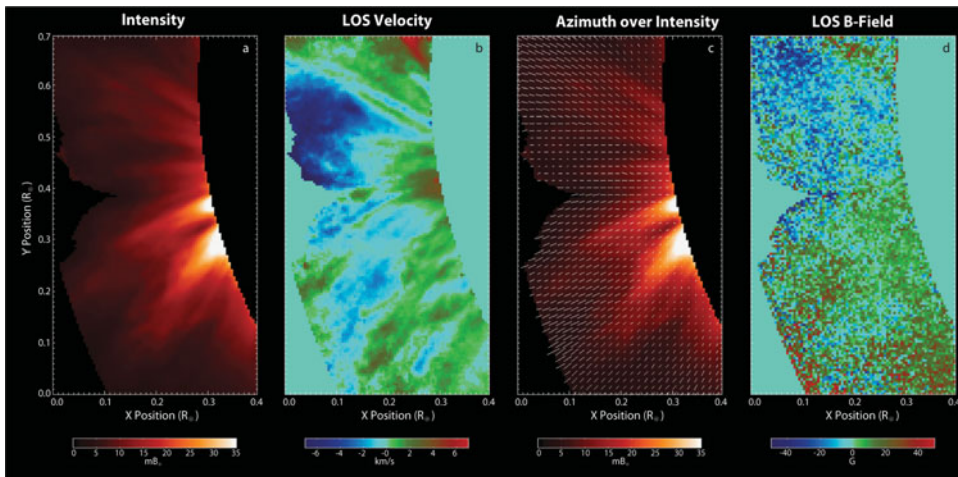 Intensity
LOS Velocity
Azimuth over Intensity
LOS B-Field
a
b
c
d
0.7
0.6
0.5
0.4
0.3
0.2
0.1
0.0
Y Position (R☉)
0.0 0.1 0.2 0.3 0.4
0.0 0.1 0.2 0.3 0.4
0.0 0.1 0.2 0.3 0.4
0.0 0.1 0.2 0.3 0.4
X Position (R☉)
X Position (R☉)
X Position (R☉)
X Position (R☉)
0 5 10 15 20 25 30 35
mB☉
-6 -4 -2 -0 2 4 6
km/s
0 5 10 15 20 25 30 35
mB☉
-40 -20 0 20 40
G